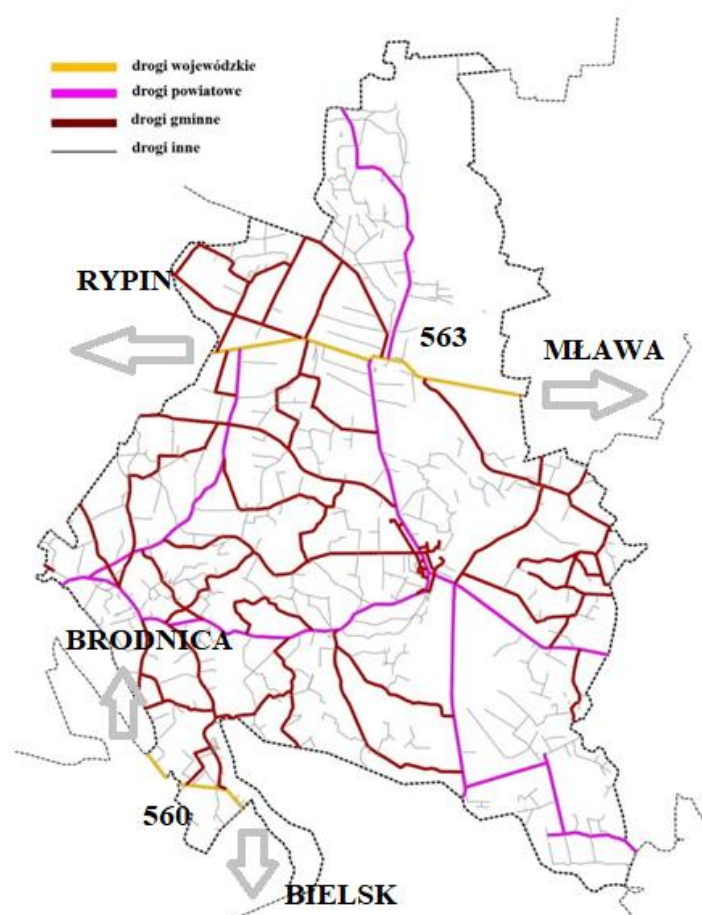 drogi wojewódzkie
drogi powiatowe
drogi gminne
drogi inne
RYPIN
563
MŁAWA
BRODNICA
560
BIELSK